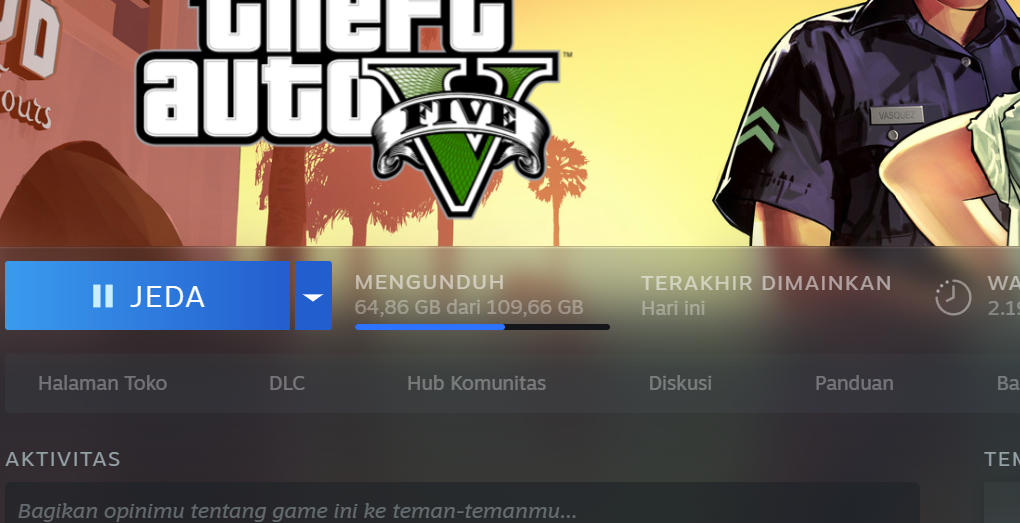 theft
auto
FIVE
™
VASQUEZ
JEDA
MENGUNDUH
64,86 GB dari 109,66 GB
TERAKHIR DIMAINKAN
Hari ini
Halaman Toko
DLC
Hub Komunitas
Diskusi
Panduan
AKTIVITAS
Bagikan opinimu tentang game ini ke teman-temanmu...